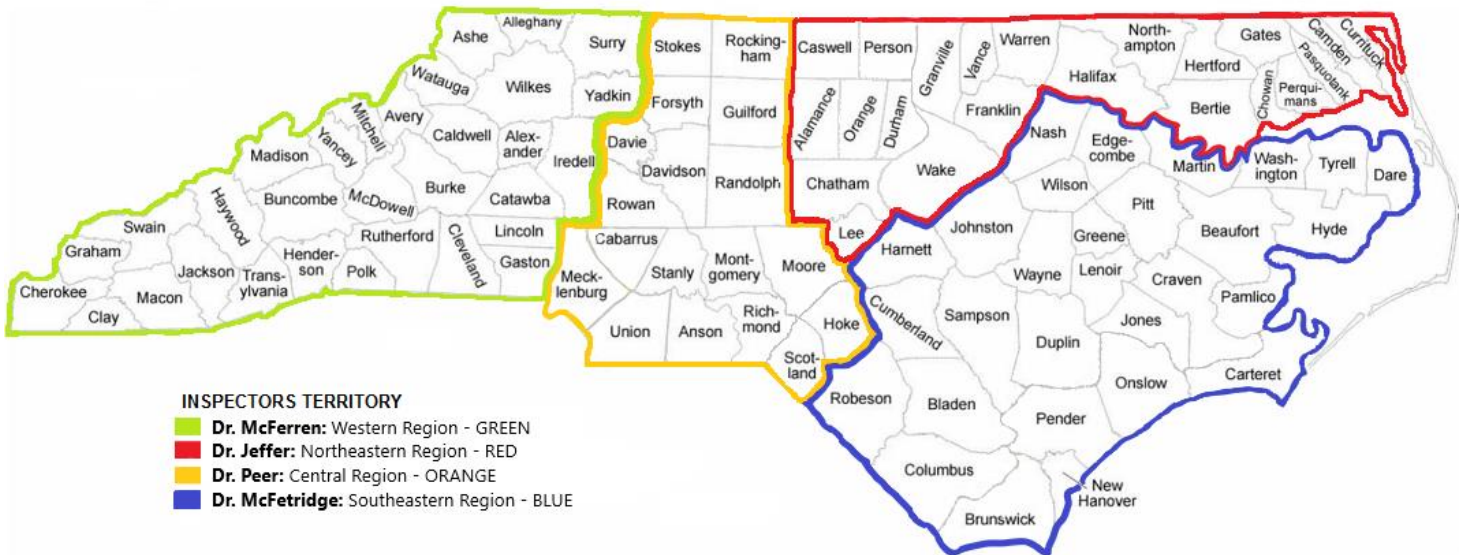 Ashe
Alleghany
Surry
Watauga
Wilkes
Yadkin
Mitchell
Avery
Yancey
Caldwell
Alex-
ander
Iredell
Madison
Burke
McDowell
Catawba
Buncombe
Haywood
Swain
Graham
Cherokee
Clay
Macon
Jackson
Tran-
sylvania
Hender-
son
Polk
Rutherford
Cleveland
Lincoln
Gaston
Stokes
Rocking-
ham
Forsyth
Guilford
Davie
Davidson
Randolph
Rowan
Cabarrus
Meck-
lenburg
Stanly
Mont-
gomery
Moore
Union
Anson
Rich-
mond
Hoke
Scot-
land
Caswell
Person
Granville
Vance
Warren
North-
ampton
Gates
Camden
Currituck
Pasquotank
Halifax
Hertford
Chowan
Perqui-
mans
Bertie
Alamance
Orange
Durham
Franklin
Wake
Chatham
Lee
Nash
Edge-
combe
Martin
Wash-
ington
Tyrell
Dare
Wilson
Pitt
Beaufort
Hyde
Harnett
Johnston
Greene
Wayne
Lenoir
Craven
Pamlico
Cumberland
Sampson
Jones
Duplin
Onslow
Carteret
Robeson
Bladen
Pender
Columbus
New
Hanover
Brunswick
INSPECTORS TERRITORY
Dr. McFerren: Western Region - GREEN
Dr. Jeffer: Northeastern Region - RED
Dr. Peer: Central Region - ORANGE
Dr. McFetridge: Southeastern Region - BLUE